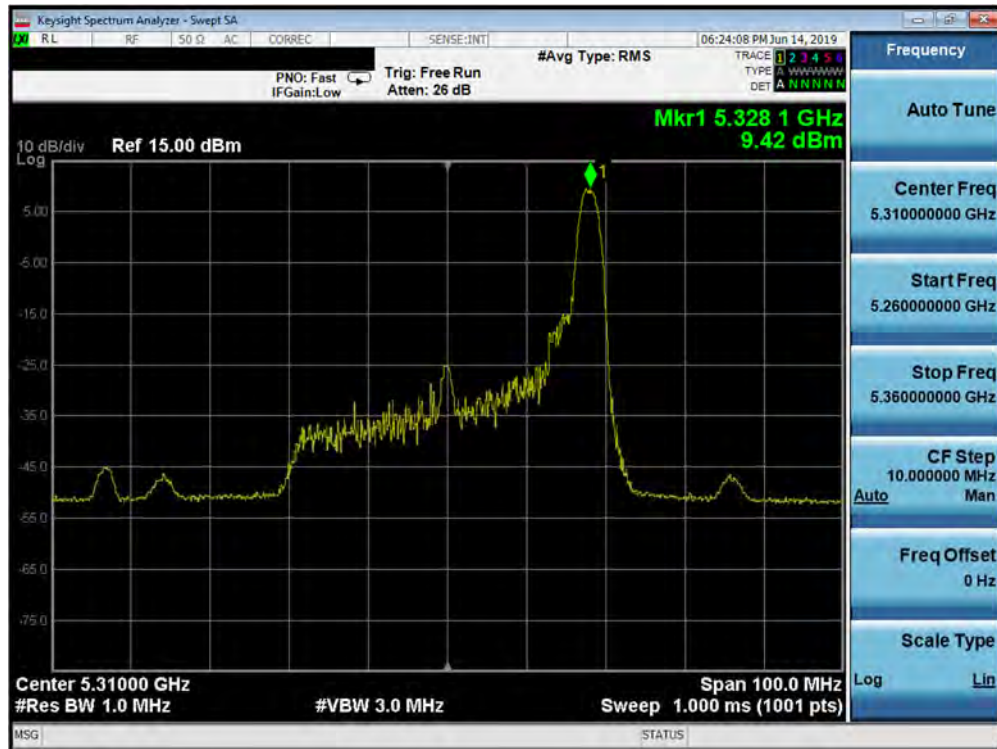 Keysight Spectrum Analyzer - Swept SA
RL RF 50 Ω AC CORREC SENSE:INT 06:24:08 PM Jun 14, 2019
#Avg Type: RMS
TRACE 1 2 3 4 5 6
TYPE A WWWWW
DET A N N N N N
PNO: Fast
IFGain:Low
Trig: Free Run
Atten: 26 dB
Mkr1 5.328 1 GHz
9.42 dBm
10 dB/div Ref 15.00 dBm
Log
1
5.00
-5.00
-15.0
-25.0
-35.0
-45.0
-55.0
-65.0
-75.0
Center 5.31000 GHz Span 100.0 MHz
#Res BW 1.0 MHz #VBW 3.0 MHz Sweep 1.000 ms (1001 pts)
MSG STATUS
Frequency
Auto Tune
Center Freq
5.310000000 GHz
Start Freq
5.260000000 GHz
Stop Freq
5.360000000 GHz
CF Step
10.000000 MHz
Auto Man
Freq Offset
0 Hz
Scale Type
Log Lin